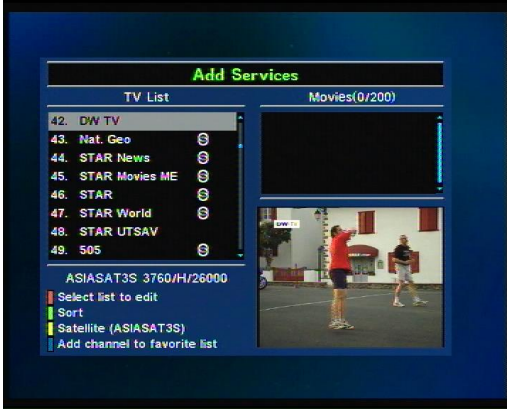 Add Services
TV List
Movies(0/200)
42. DW TV
43. Nat. Geo Ⓢ
44. STAR News Ⓢ
45. STAR Movies ME Ⓢ
46. STAR Ⓢ
47. STAR World Ⓢ
48. STAR UTSAV
49. 505 Ⓢ
DW-TV
ASIASAT3S 3760/H/26000
Select list to edit
Sort
Satellite (ASIASAT3S)
Add channel to favorite list